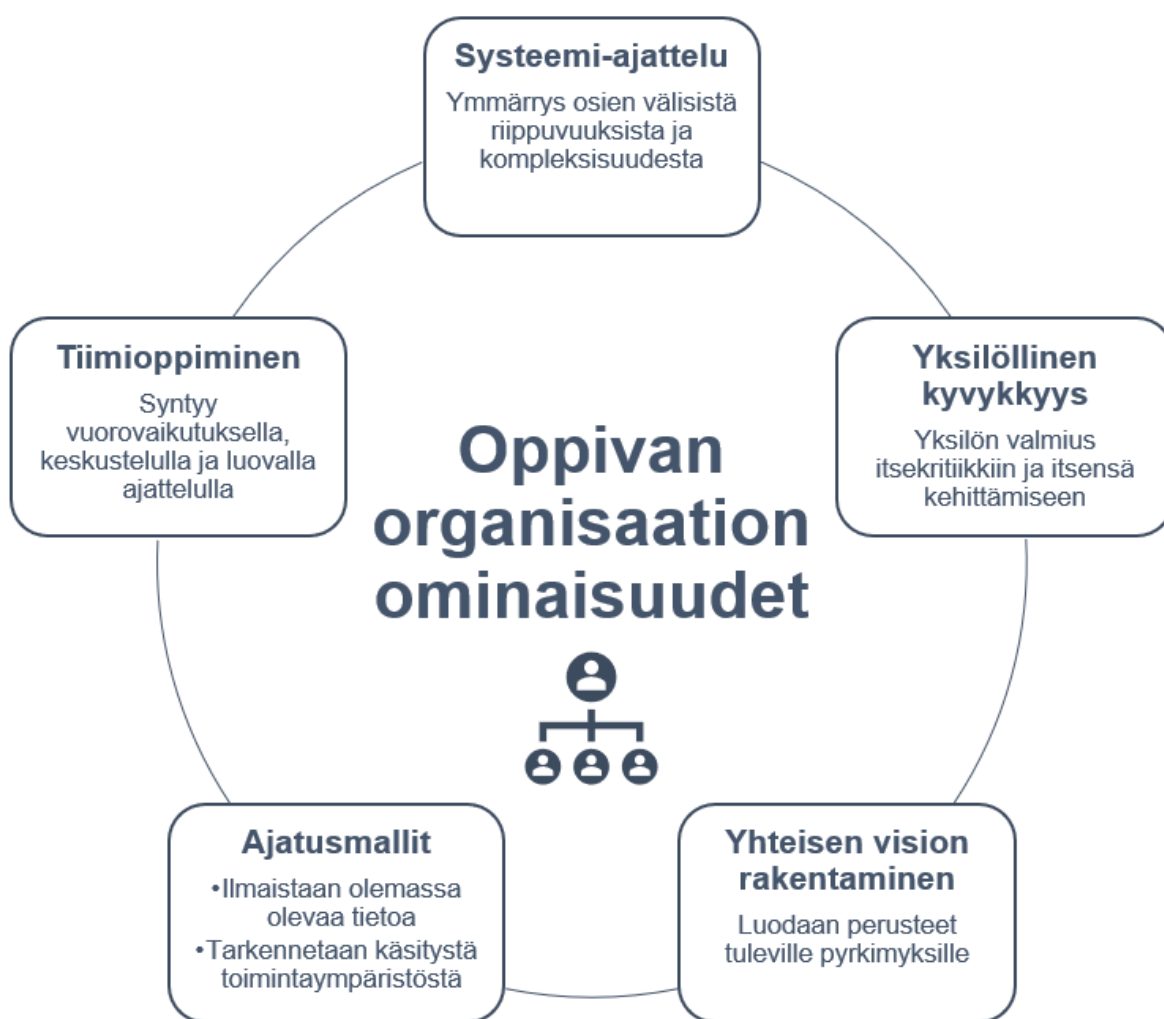 Systeemi-ajattelu
Ymmärrys osien välisistä
riippuvuuksista ja
kompleksisuudesta
Yksilöllinen
kyvykkyys
Yksilön valmius
itsekritiikkiin ja itsensä
kehittämiseen
Yhteisen vision
rakentaminen
Luodaan perusteet
tuleville pyrkimyksille
Ajatusmallit
•Ilmaistaan olemassa
olevaa tietoa
•Tarkennetaan käsitystä
toimintaympäristöstä
Tiimioppiminen
Syntyy
vuorovaikutuksella,
keskustelulla ja luovalla
ajattelulla
Oppivan
organisaation
ominaisuudet